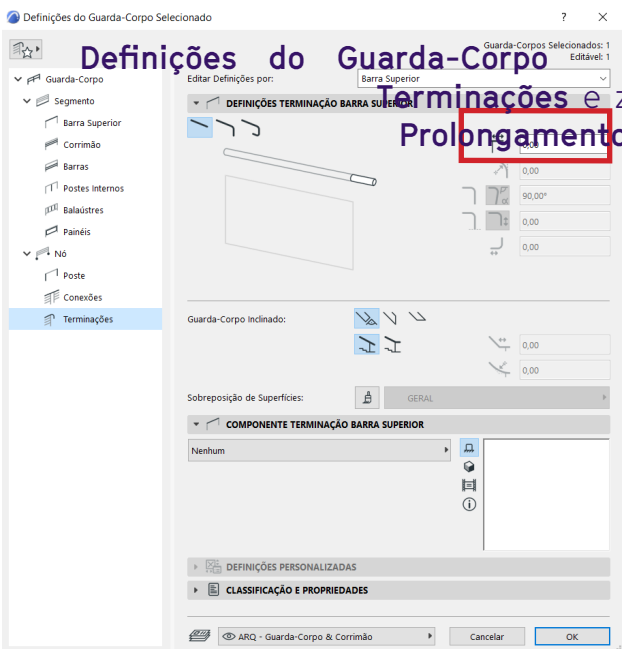 Definições do Guarda-Corpo Selecionado
? ×
Guarda-Corpos Selecionados: 1
Editável: 1
Definições do Guarda-Corpo
Terminações e z
Prolongamento
Guarda-Corpo
Segmento
Barra Superior
Corrimão
Barras
Postes Internos
Balaústres
Painéis
Nó
Poste
Conexões
Terminações
Editar Definições por:
Barra Superior
DEFINIÇÕES TERMINAÇÃO BARRA SUPERIOR
0,00
0,00
90,00°
0,00
0,00
Guarda-Corpo Inclinado:
0,00
0,00
Sobreposição de Superfícies:
GERAL
COMPONENTE TERMINAÇÃO BARRA SUPERIOR
Nenhum
DEFINIÇÕES PERSONALIZADAS
CLASSIFICAÇÃO E PROPRIEDADES
ARQ - Guarda-Corpo & Corrimão
Cancelar
OK